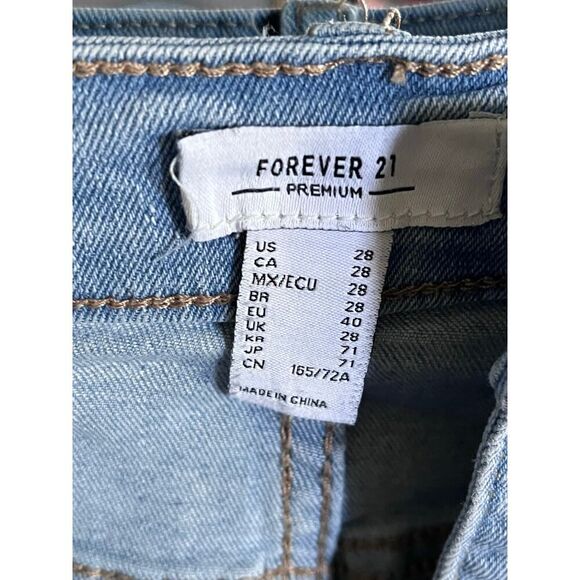 FOREVER 21
PREMIUM
US 28
CA 28
MX/ECU 28
BR 28
EU 40
UK 28
KR 71
JP 71
CN 165/72A
MADE IN CHINA